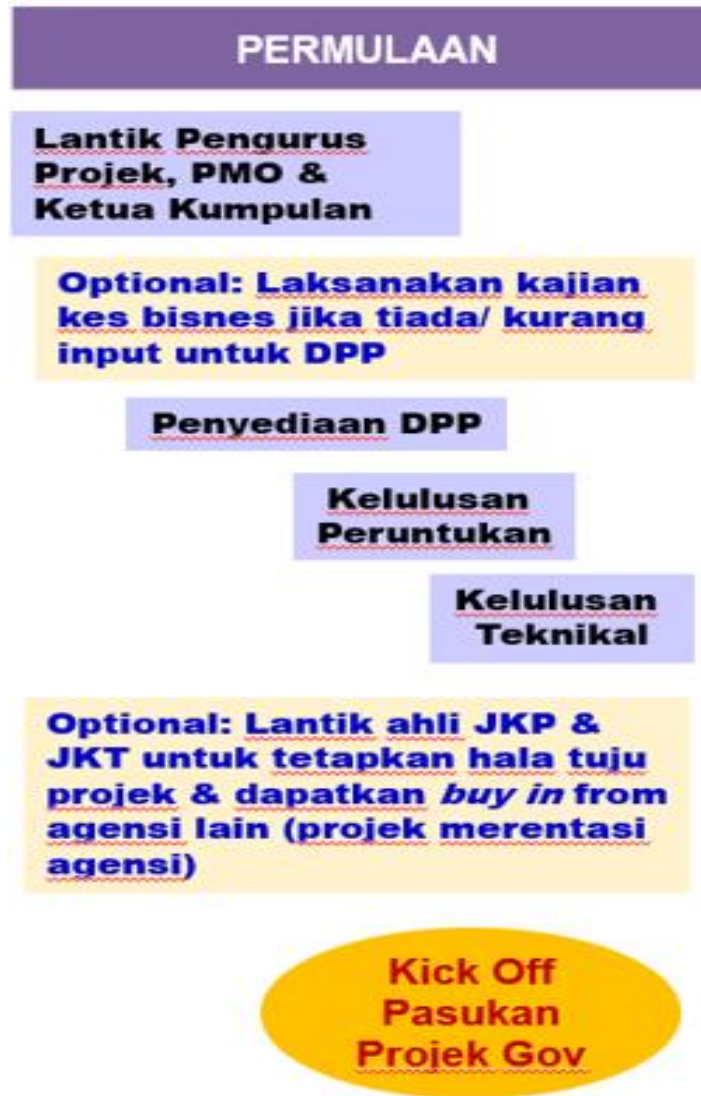 PERMULAAN
Lantik Pengurus
Projek, PMO &
Ketua Kumpulan
Optional: Laksanakan kajian
kes bisnes jika tiada/ kurang
input untuk DPP
Penyediaan DPP
Kelulusan
Peruntukan
Kelulusan
Teknikal
Optional: Lantik ahli JKP &
JKT untuk tetapkan hala tuju
projek & dapatkan buy in from
agensi lain (projek merentasi
agensi)
Kick Off
Pasukan
Projek Gov